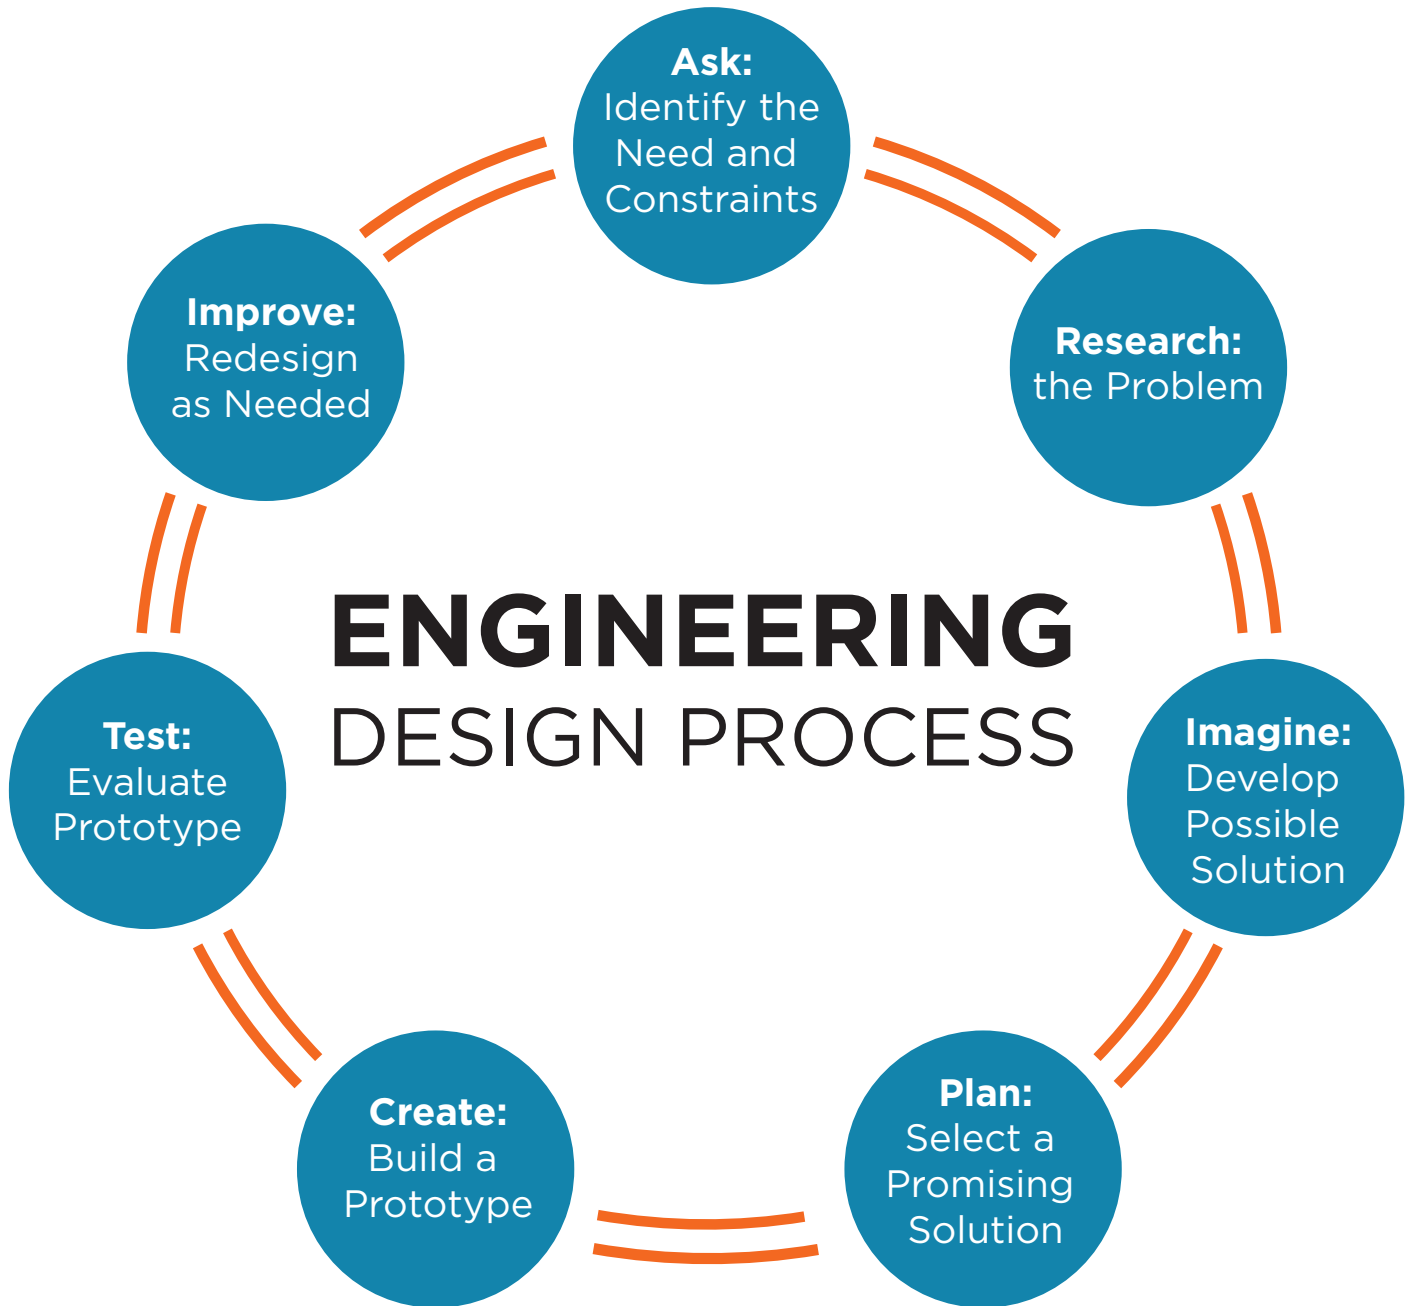 Ask:
Identify the
Need and
Constraints
Research:
the Problem
Imagine:
Develop
Possible
Solution
Plan:
Select a
Promising
Solution
Create:
Build a
Prototype
Test:
Evaluate
Prototype
Improve:
Redesign
as Needed
ENGINEERING
DESIGN PROCESS